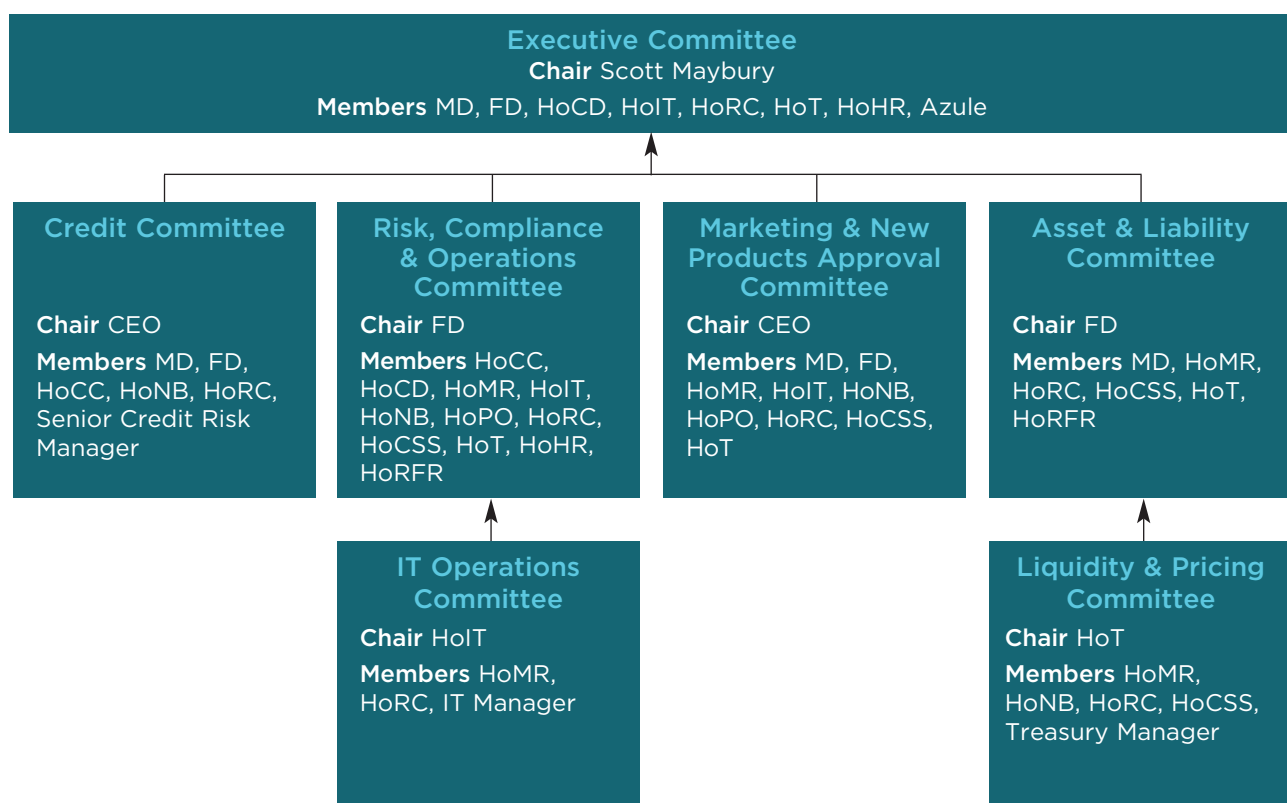 Executive Committee
Chair Scott Maybury
Members MD, FD, HoCD, HoIT, HoRC, HoT, HoHR, Azule
Credit Committee
Chair CEO
Members MD, FD,
HoCC, HoNB, HoRC,
Senior Credit Risk
Manager
Risk, Compliance
& Operations
Committee
Chair FD
Members HoCC,
HoCD, HoMR, HoIT,
HoNB, HoPO, HoRC,
HoCSS, HoT, HoHR,
HoRFR
Marketing & New
Products Approval
Committee
Chair CEO
Members MD, FD,
HoMR, HoIT, HoNB,
HoPO, HoRC, HoCSS,
HoT
Asset & Liability
Committee
Chair FD
Members MD, HoMR,
HoRC, HoCSS, HoT,
HoRFR
IT Operations
Committee
Chair HoIT
Members HoMR,
HoRC, IT Manager
Liquidity & Pricing
Committee
Chair HoT
Members HoMR,
HoNB, HoRC, HoCSS,
Treasury Manager